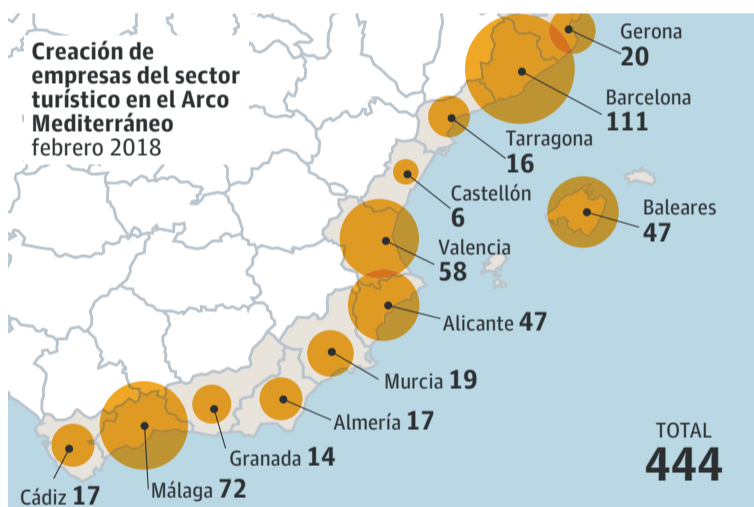 Creación de
empresas del sector
turístico en el Arco
Mediterráneo
febrero 2018
Gerona
20
Barcelona
111
Tarragona
16
Castellón
6
Baleares
47
Valencia
58
Alicante 47
Murcia 19
Almería 17
Granada 14
Málaga 72
Cádiz 17
TOTAL
444